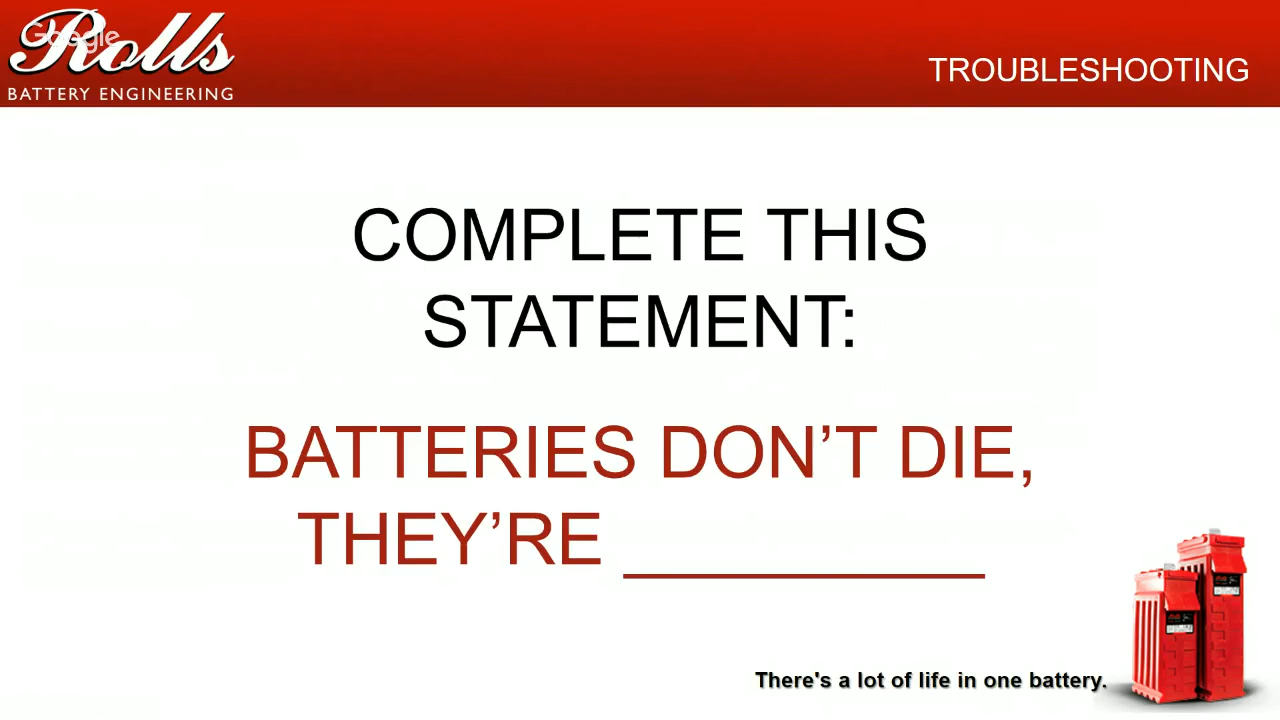 Google
Rolls
BATTERY ENGINEERING
TROUBLESHOOTING
COMPLETE THIS
STATEMENT:
BATTERIES DON’T DIE,
THEY’RE __________
There's a lot of life in one battery.